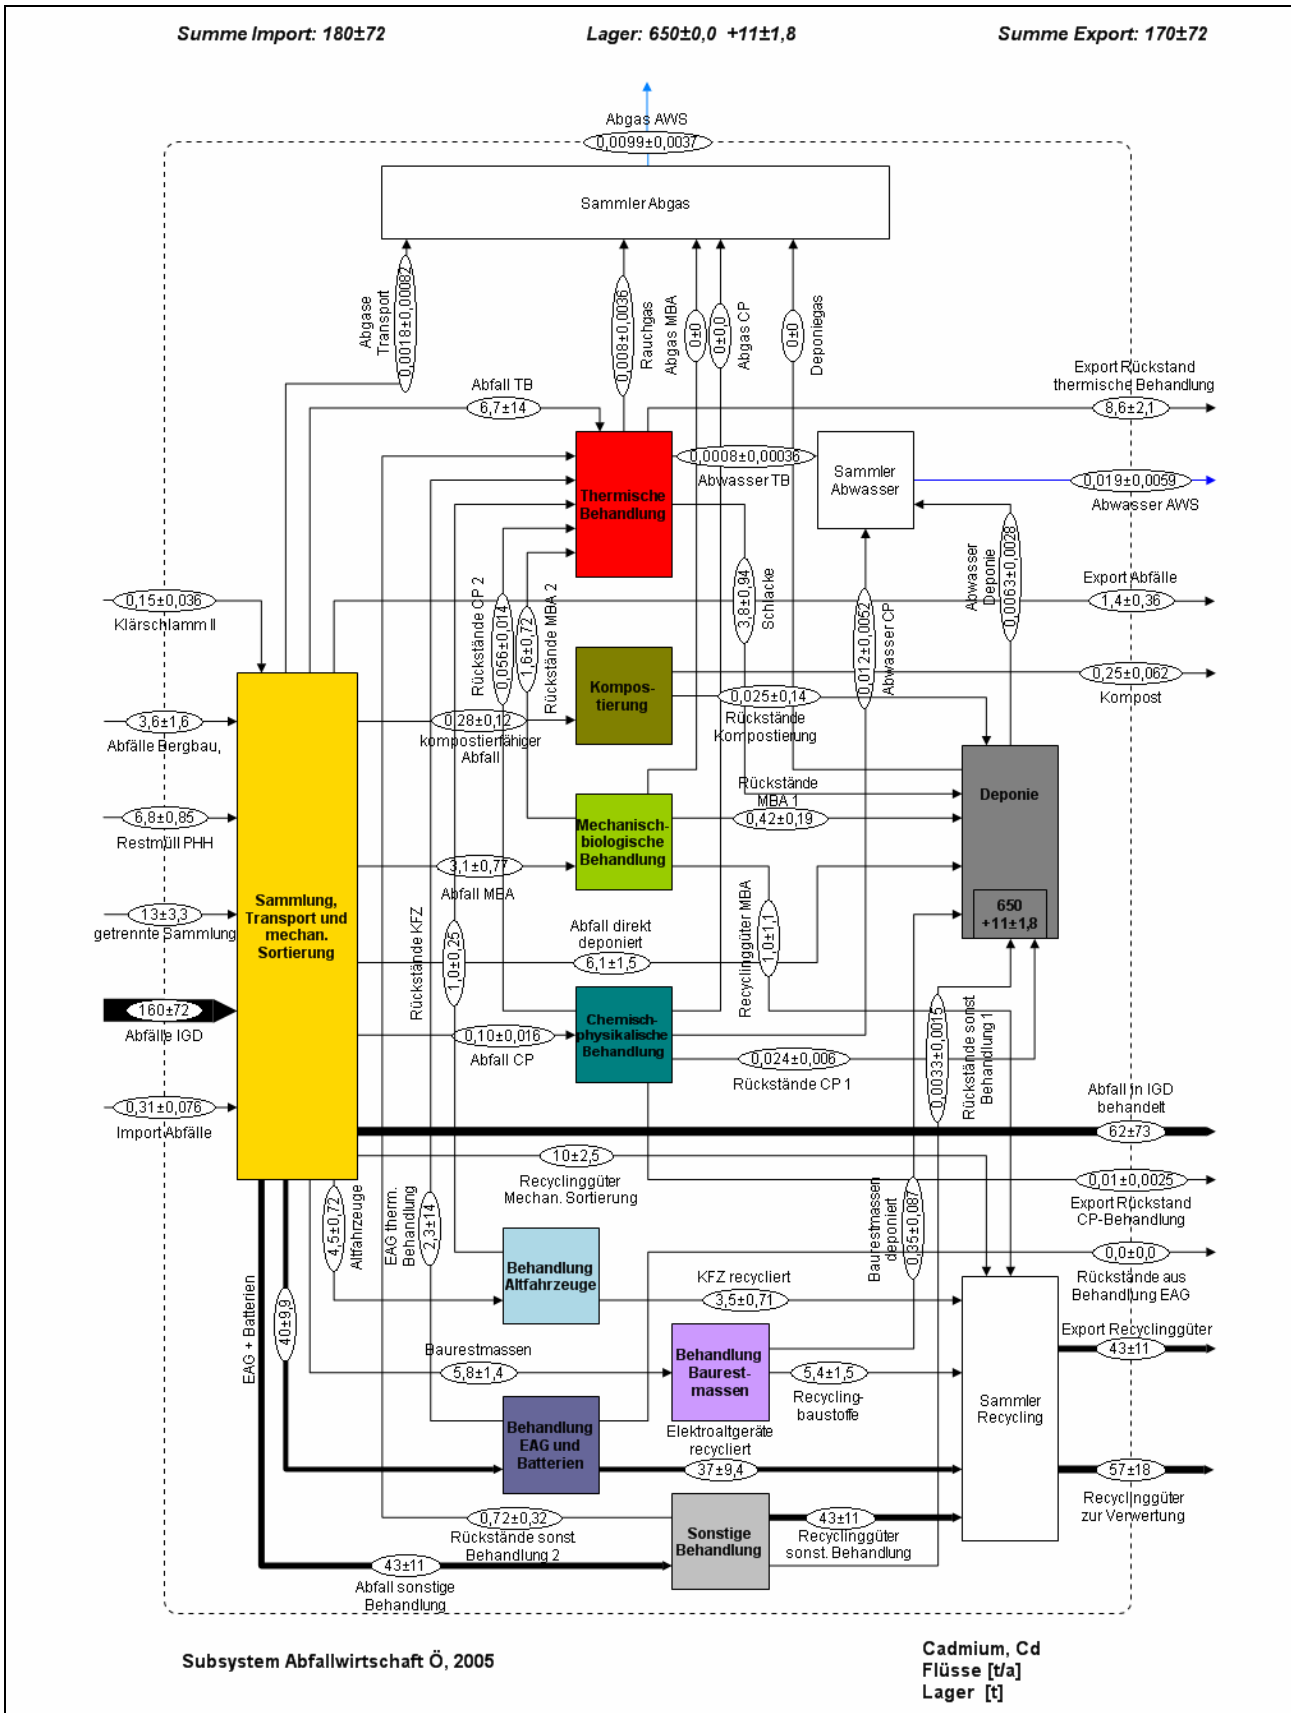 Summe Import: 180±72
Lager: 650±0,0 +11±1,8
Summe Export: 170±72
Abgas AWS
0,0099±0,0037
Sammler Abgas
Abgase
Transport
0,0018±0,00082
0,008±0,0036
Rauchgas
Abgas MBA
0±0
0±0,0
Abgas CP
0±0
Deponiegas
Export Rückstand
thermische Behandlung
8,6±2,1
Abfall TB
6,7±14
Thermische
Behandlung
0,0008±0,00036
Abwasser TB
Sammler
Abwasser
0,019±0,0059
Abwasser AWS
Rückstände CP 2
0,056±0,014
1,6±0,72
Rückstände MBA 2
3,8±0,94
Schlacke
0,012±0,0052
Abwasser CP
Abwasser
Deponie
0,0063±0,0028
Export Abfälle
1,4±0,36
0,15±0,036
Klärschlamm II
0,25±0,062
Kompost
Kompos-
tierung
0,025±0,14
Rückstände
Kompostierung
0,28±0,12
kompostierfähiger
Abfall
3,6±1,6
Abfälle Bergbau,
6,8±0,85
Restmüll PHH
Mechanisch-
biologische
Behandlung
Rückstände
MBA 1
0,42±0,19
Deponie
650
+11±1,8
3,1±0,77
Abfall MBA
Sammlung,
Transport und
mechan.
Sortierung
13±3,3
getrennte Sammlung
Rückstände KFZ
1,0±0,25
Abfall direkt
deponiert
6,1±1,5
Recyclinggüter MBA
1,0±1,1
160±72
Abfälle IGD
0,10±0,016
Abfall CP
Chemisch-
physikalische
Behandlung
0,024±0,006
Rückstände CP 1
0,0033±0,0015
Rückstände sonst
Behandlung 1
0,31±0,076
Import Abfälle
Abfall in IGD
behandelt
62±73
10±2,5
Recyclinggüter
Mechan. Sortierung
0,01±0,0025
Export Rückstand
CP-Behandlung
4,5±0,72
Altfahrzeuge
EAG therm.
Behandlung
2,3±14
Baurestmassen
deponiert
0,35±0,087
Behandlung
Altfahrzeuge
0,0±0,0
Rückstände aus
Behandlung EAG
KFZ recycliert
3,5±0,71
EAG + Batterien
40±9,9
Baurestmassen
5,8±1,4
Behandlung
Baurest-
massen
5,4±1,5
Recycling-
baustoffe
Export Recyclinggüter
43±11
Sammler
Recycling
Behandlung
EAG und
Batterien
Elektroaltgeräte
recycliert
37±9,4
57±18
Recyclinggüter
zur Verwertung
0,72±0,32
Rückstände sonst.
Behandlung 2
Sonstige
Behandlung
43±11
Recyclinggüter
sonst. Behandlung
43±11
Abfall sonstige
Behandlung
Subsystem Abfallwirtschaft Ö, 2005
Cadmium, Cd
Flüsse [t/a]
Lager [t]